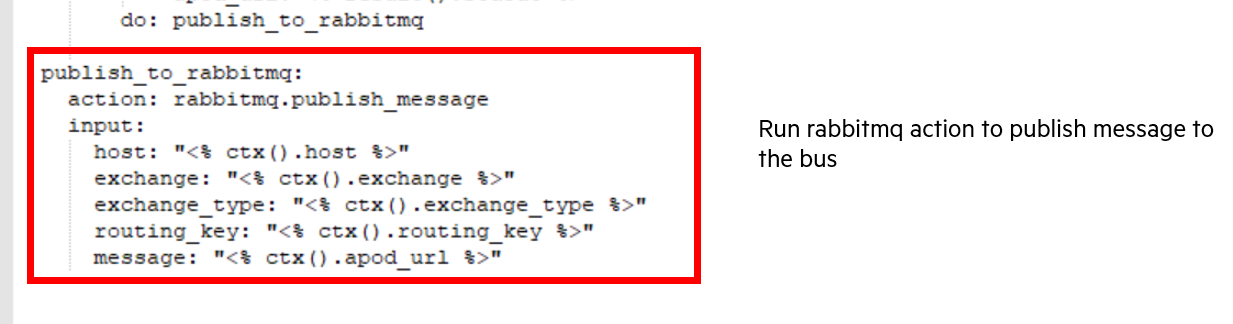 do: publish_to_rabbitmq
publish_to_rabbitmq:
action: rabbitmq.publish_message
input:
host: "<% ctx().host %>"
exchange: "<% ctx().exchange %>"
exchange_type: "<% ctx().exchange_type %>"
routing_key: "<% ctx().routing_key %>"
message: "<% ctx().apod_url %>"
Run rabbitmq action to publish message to
the bus